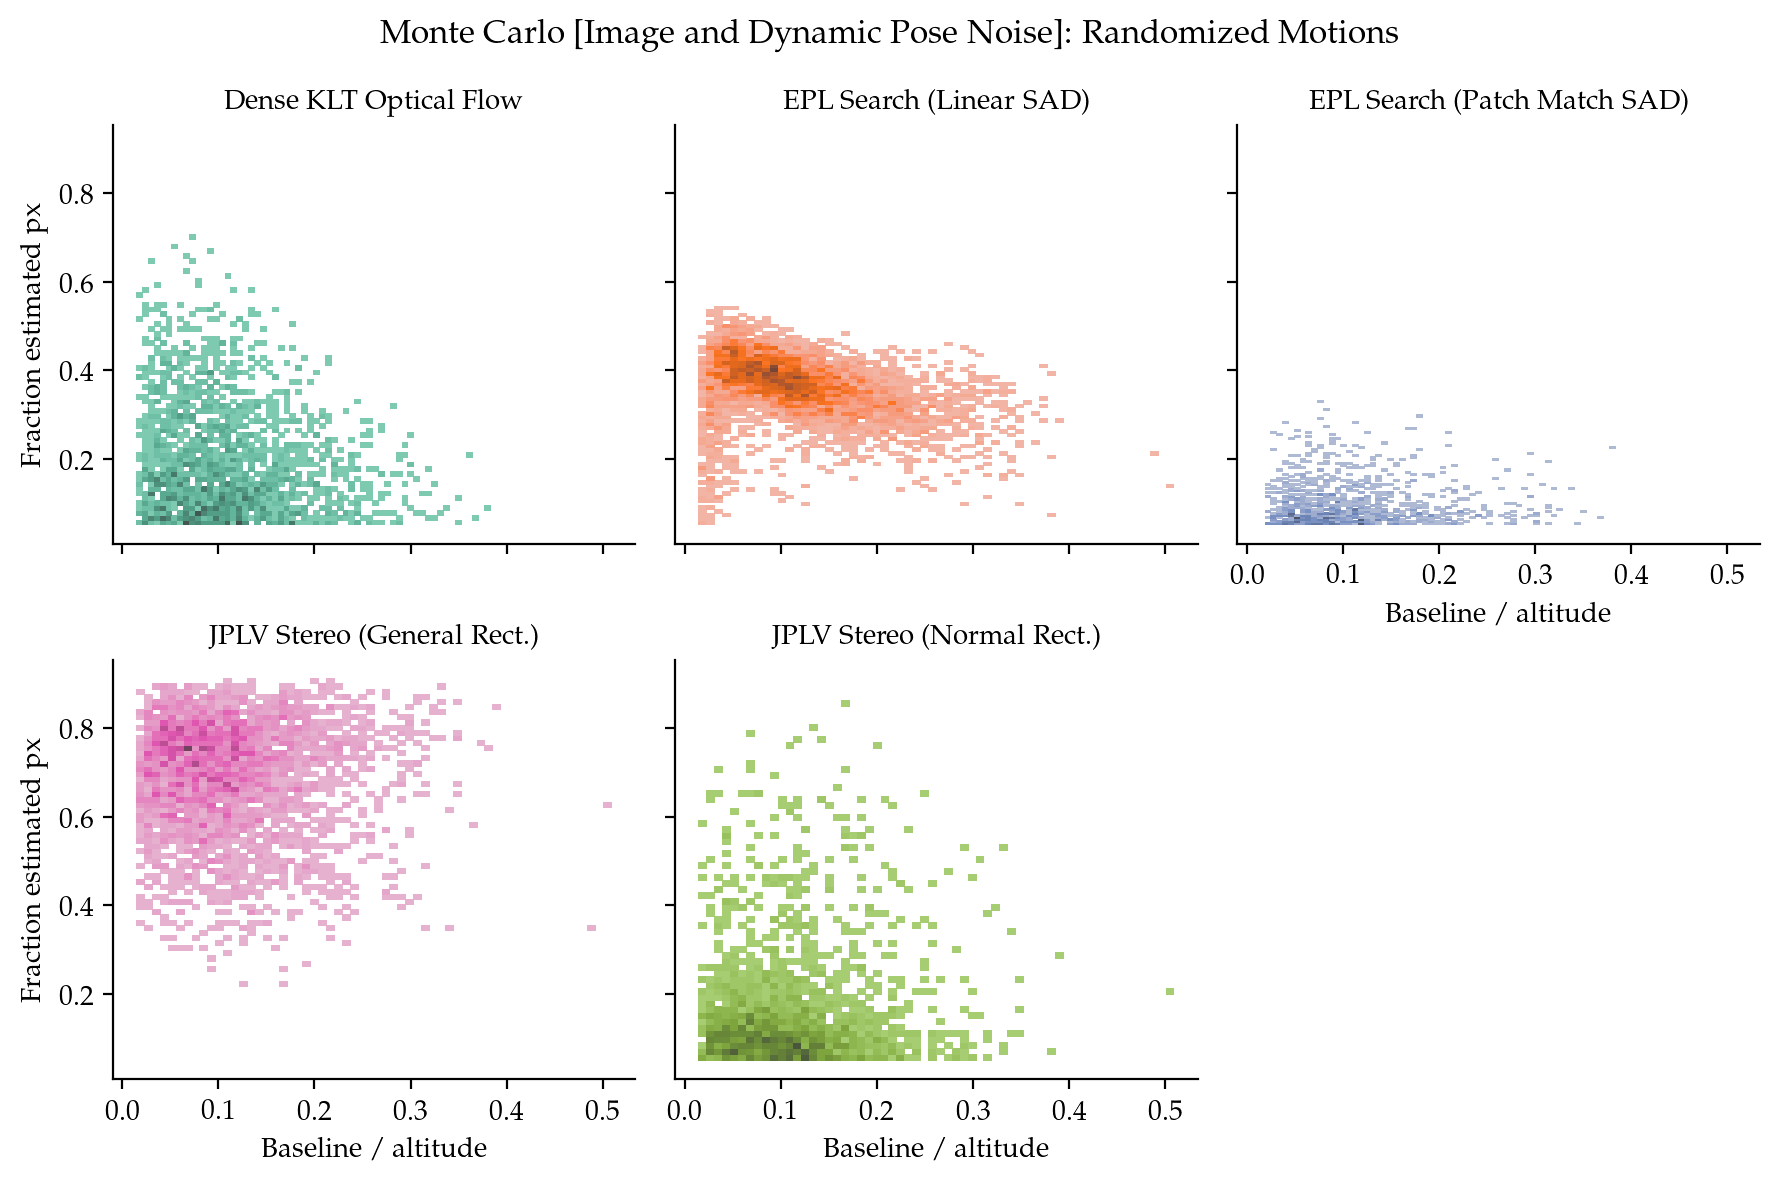 Monte Carlo [Image and Dynamic Pose Noise]: Randomized Motions
Dense KLT Optical Flow
EPL Search (Linear SAD)
EPL Search (Patch Match SAD)
Fraction estimated px
0.8
0.6
0.4
0.2
0.0 0.1 0.2 0.3 0.4 0.5
Baseline / altitude
JPLV Stereo (General Rect.)
JPLV Stereo (Normal Rect.)
Fraction estimated px
0.8
0.6
0.4
0.2
0.0 0.1 0.2 0.3 0.4 0.5
Baseline / altitude
0.0 0.1 0.2 0.3 0.4 0.5
Baseline / altitude